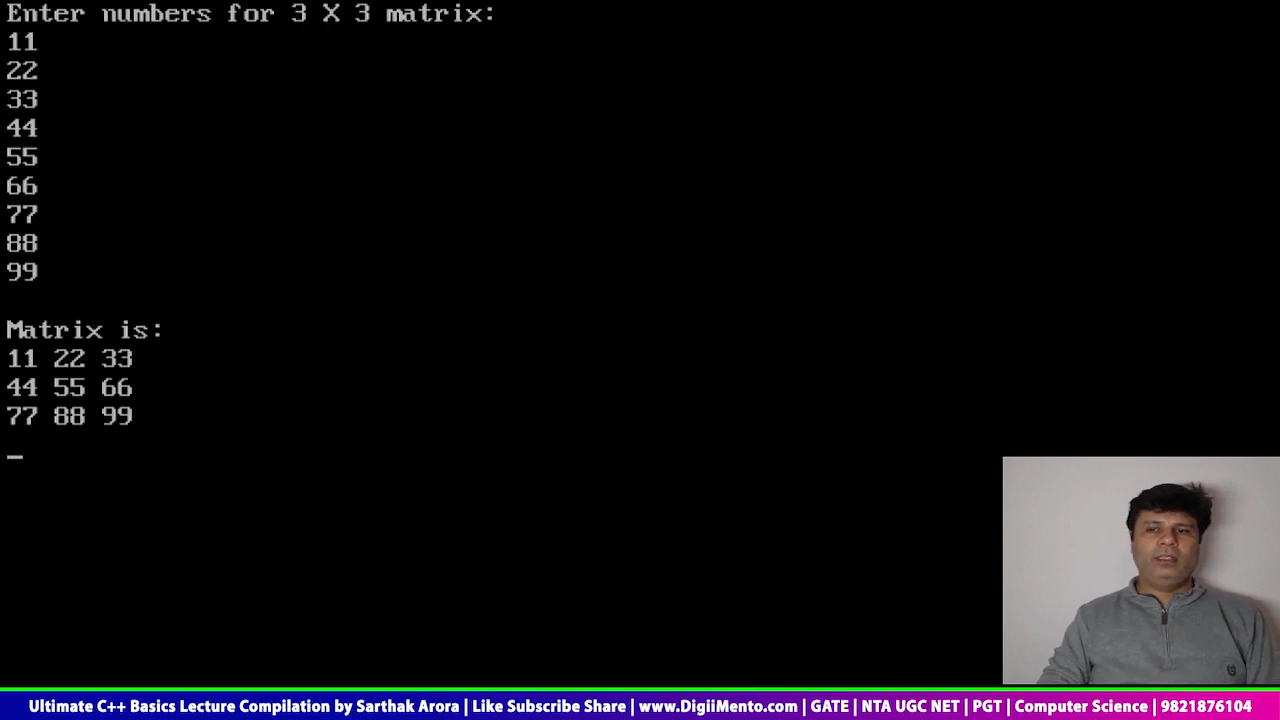 Enter numbers for 3 X 3 matrix:
11
22
33
44
55
66
77
88
99
Matrix is:
11 22 33
44 55 66
77 88 99
_
Ultimate C++ Basics Lecture Compilation by Sarthak Arora | Like Subscribe Share | www.DigiiMento.com | GATE | NTA UGC NET | PGT | Computer Science | 9821876104